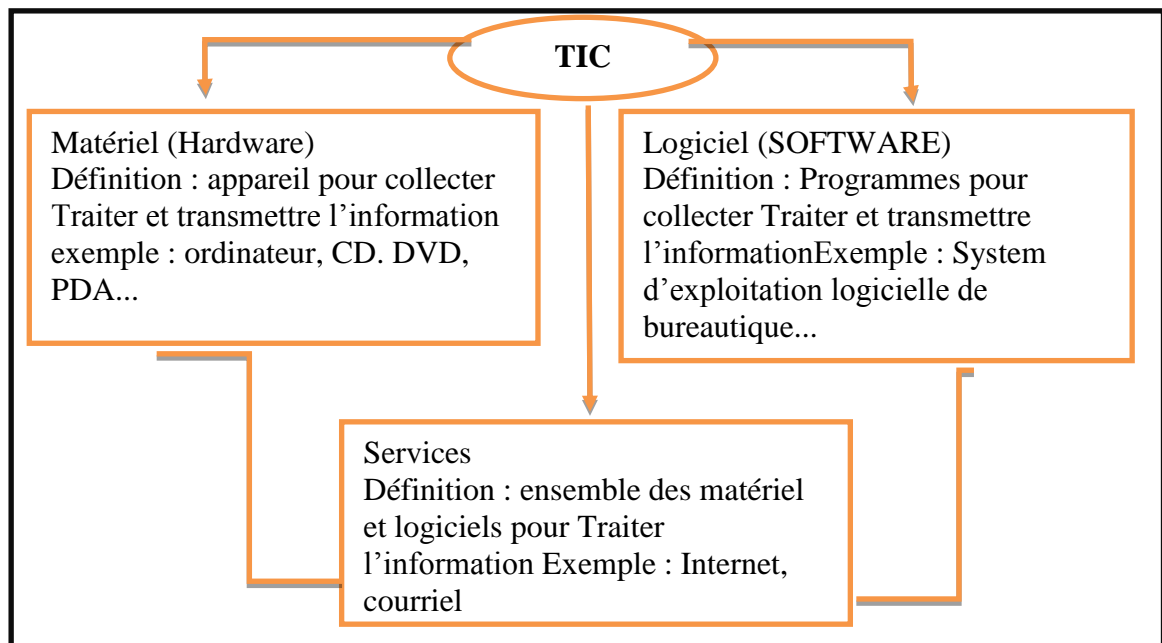 TIC
Matériel (Hardware)
Définition : appareil pour collecter
Traiter et transmettre l’information
exemple : ordinateur, CD. DVD,
PDA...
Logiciel (SOFTWARE)
Définition : Programmes pour
collecter Traiter et transmettre
l’informationExemple : System
d’exploitation logicielle de
bureautique...
Services
Définition : ensemble des matériel
et logiciels pour Traiter
l’information Exemple : Internet,
courriel